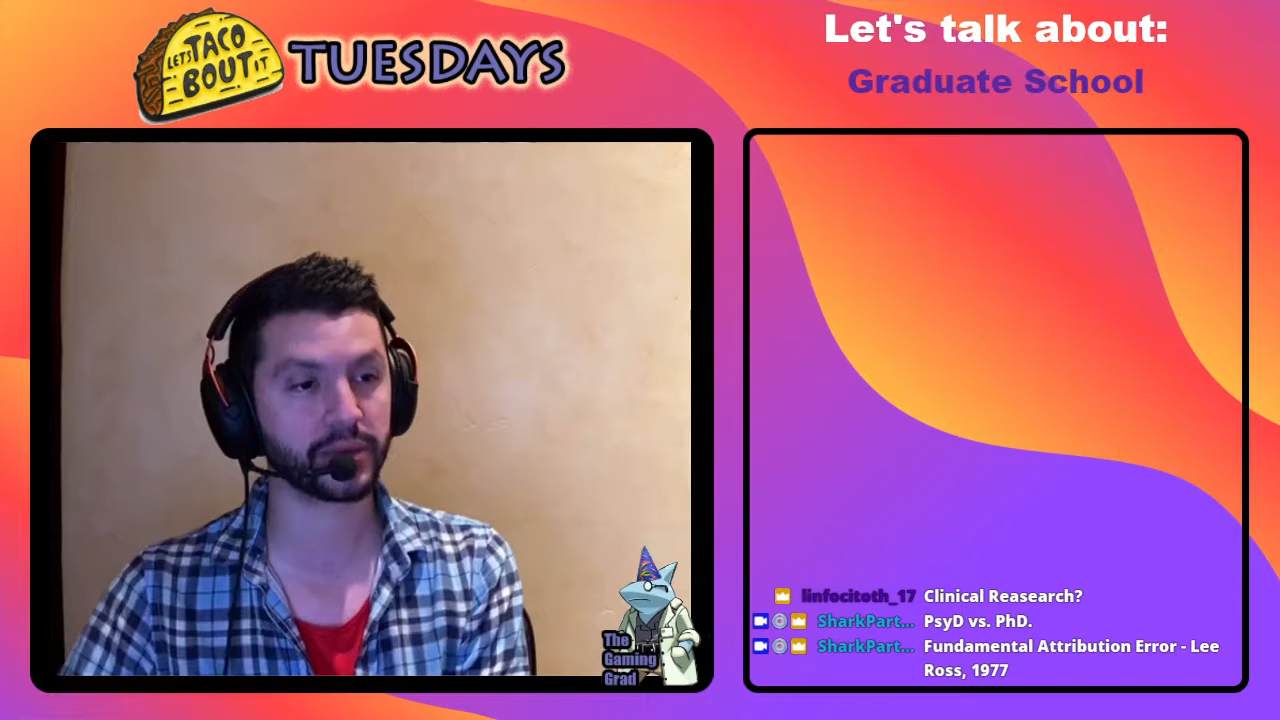 LETS TACO
BOUT IT
TUESDAYS
Let's talk about:
Graduate School
The
Gaming
Grad
linfocitoth_17 Clinical Reasearch?
SharkPart... PsyD vs. PhD.
SharkPart... Fundamental Attribution Error - Lee
Ross, 1977